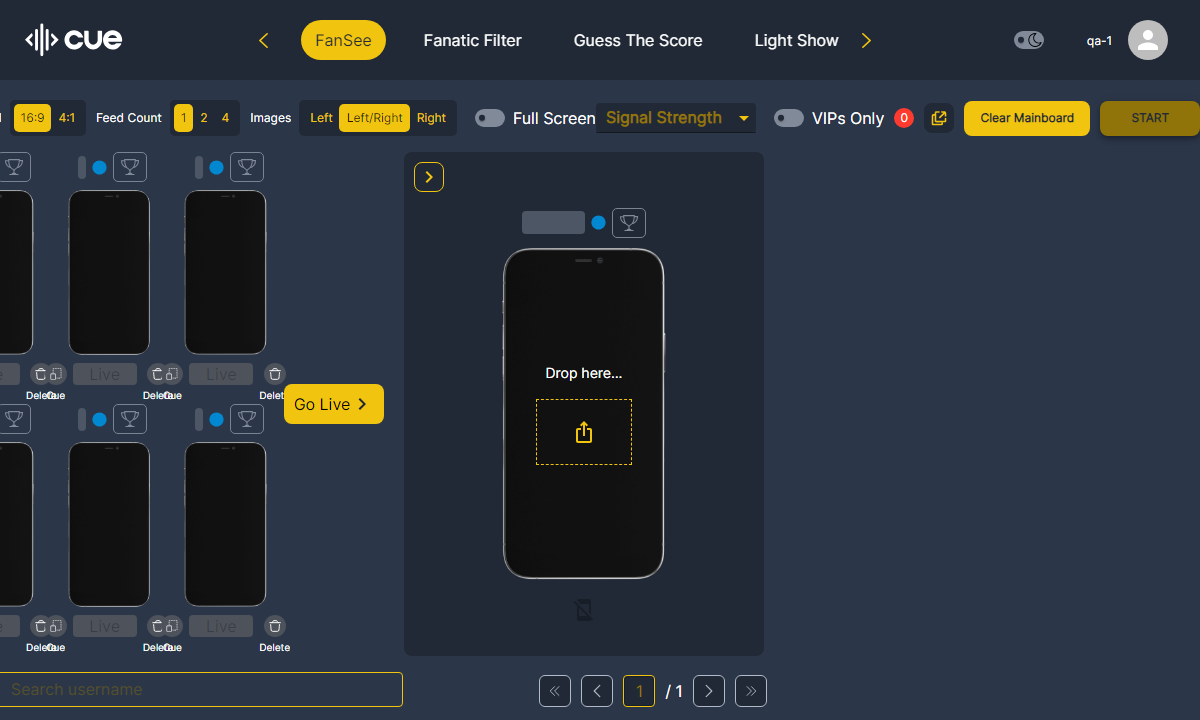 cue
FanSee
Fanatic Filter
Guess The Score
Light Show
qa-1
16:9
4:1
Feed Count
1
2
4
Images
Left
Left/Right
Right
Full Screen
Signal Strength
VIPs Only
0
Clear Mainboard
START
Live
Live
Delete
Cue
Delete
Cue
Delete
Go Live
Drop here...
Live
Live
Delete
Cue
Delete
Cue
Delete
Search username
1
/ 1